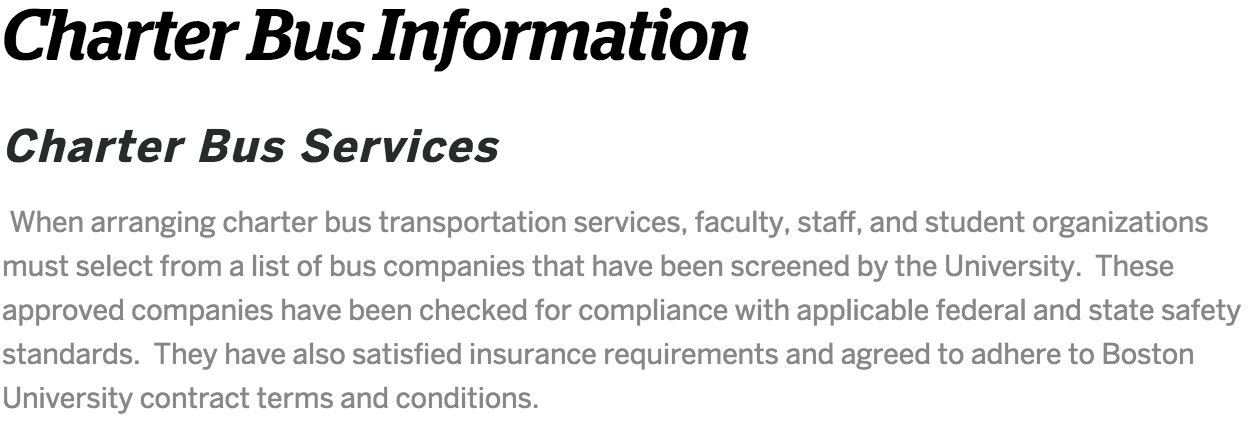 Charter Bus Information
Charter Bus Services
When arranging charter bus transportation services, faculty, staff, and student organizations
must select from a list of bus companies that have been screened by the University.  These
approved companies have been checked for compliance with applicable federal and state safety
standards.  They have also satisfied insurance requirements and agreed to adhere to Boston
University contract terms and conditions.